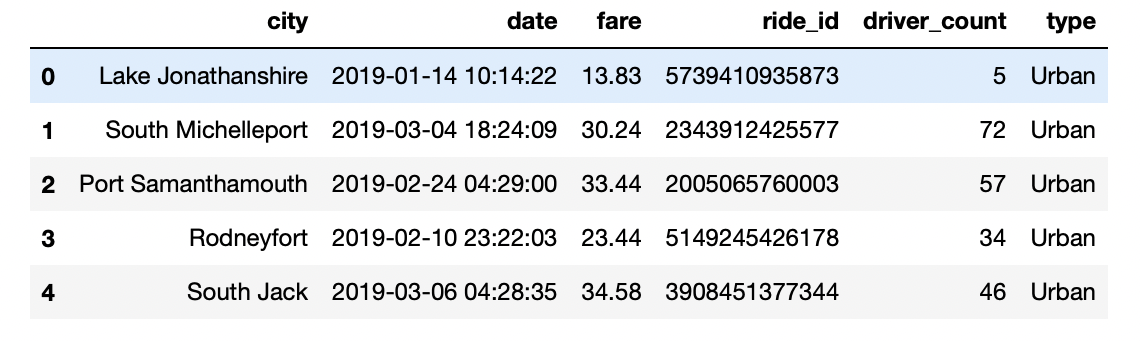 city date fare ride_id driver_count type
0 Lake Jonathanshire 2019-01-14 10:14:22 13.83 5739410935873 5 Urban
1 South Michelleport 2019-03-04 18:24:09 30.24 2343912425577 72 Urban
2 Port Samanthamouth 2019-02-24 04:29:00 33.44 2005065760003 57 Urban
3 Rodneyfort 2019-02-10 23:22:03 23.44 5149245426178 34 Urban
4 South Jack 2019-03-06 04:28:35 34.58 3908451377344 46 Urban